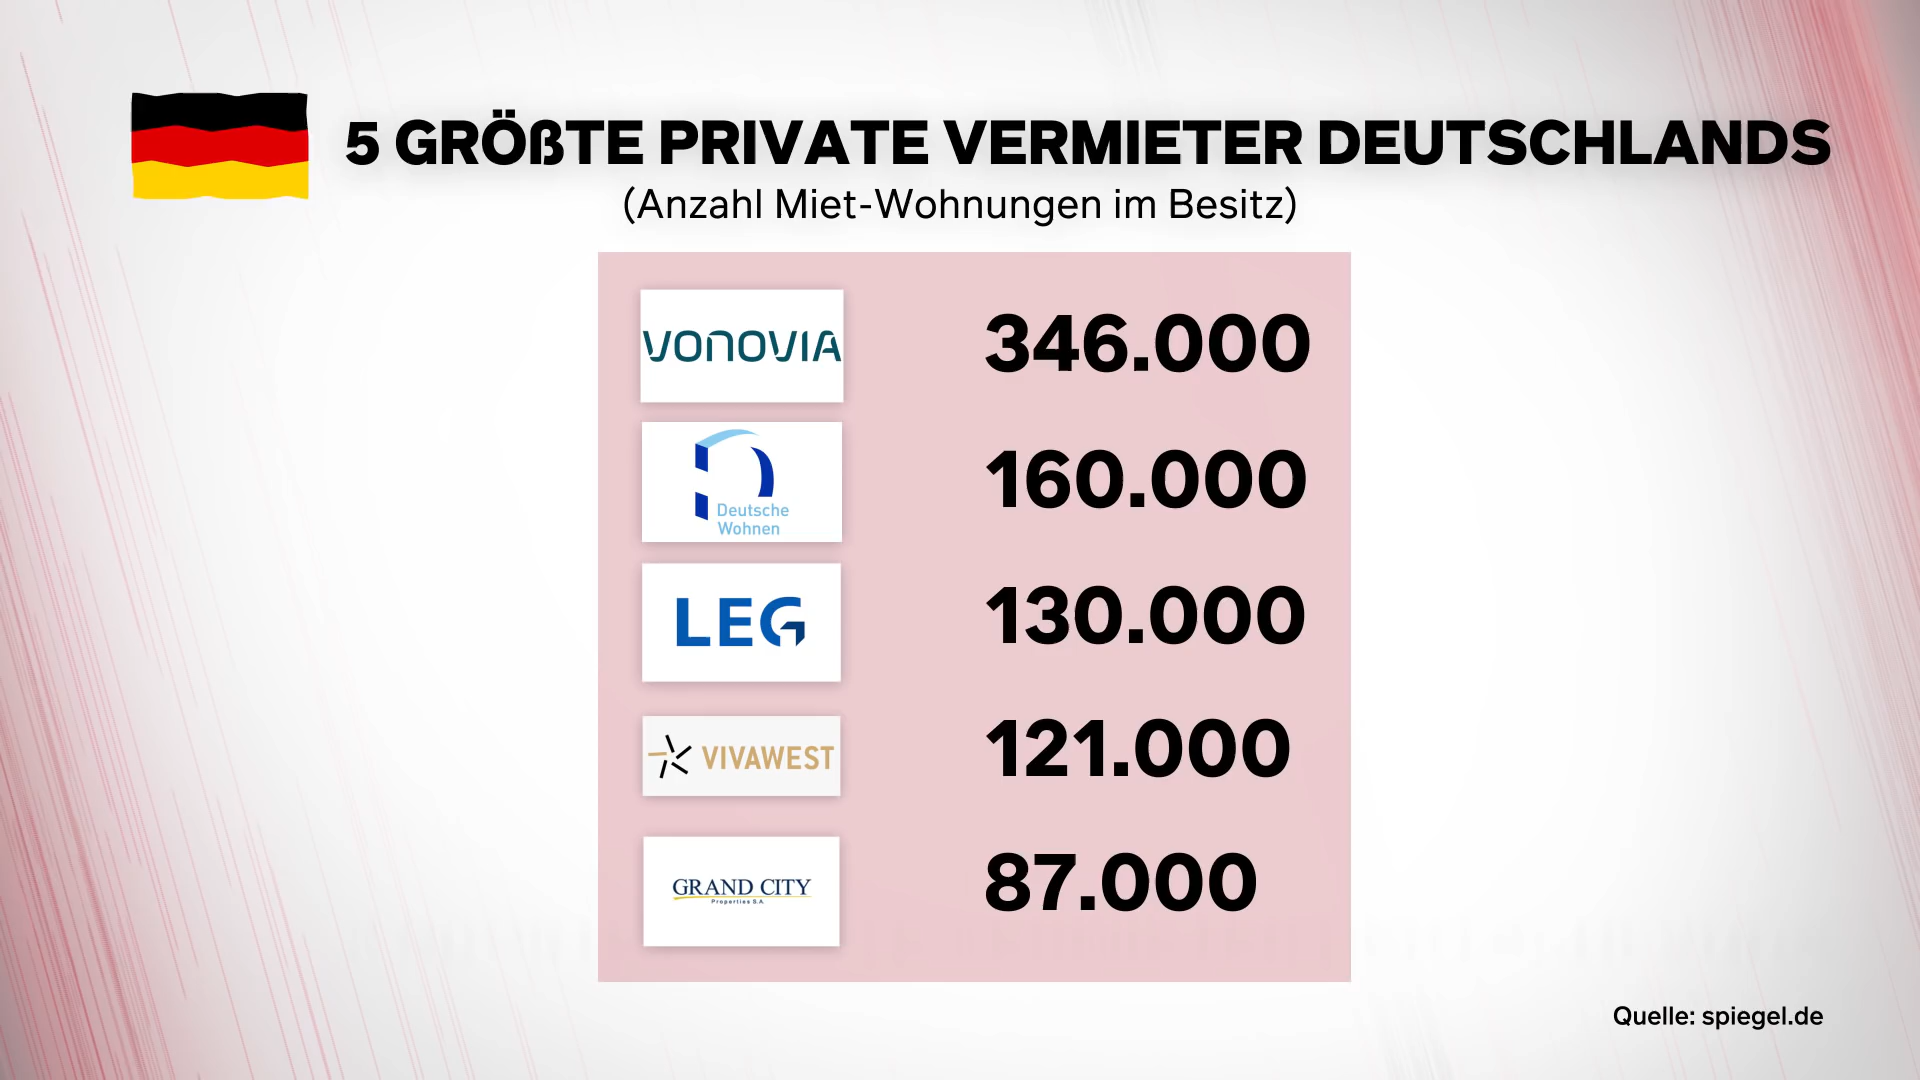 5 GRÖßTE PRIVATE VERMIETER DEUTSCHLANDS
(Anzahl Miet-Wohnungen im Besitz)
VONOVIA 346.000
Deutsche
Wohnen
160.000
LEG 130.000
VIVAWEST 121.000
GRAND CITY
Properties S.A.
87.000
Quelle: spiegel.de